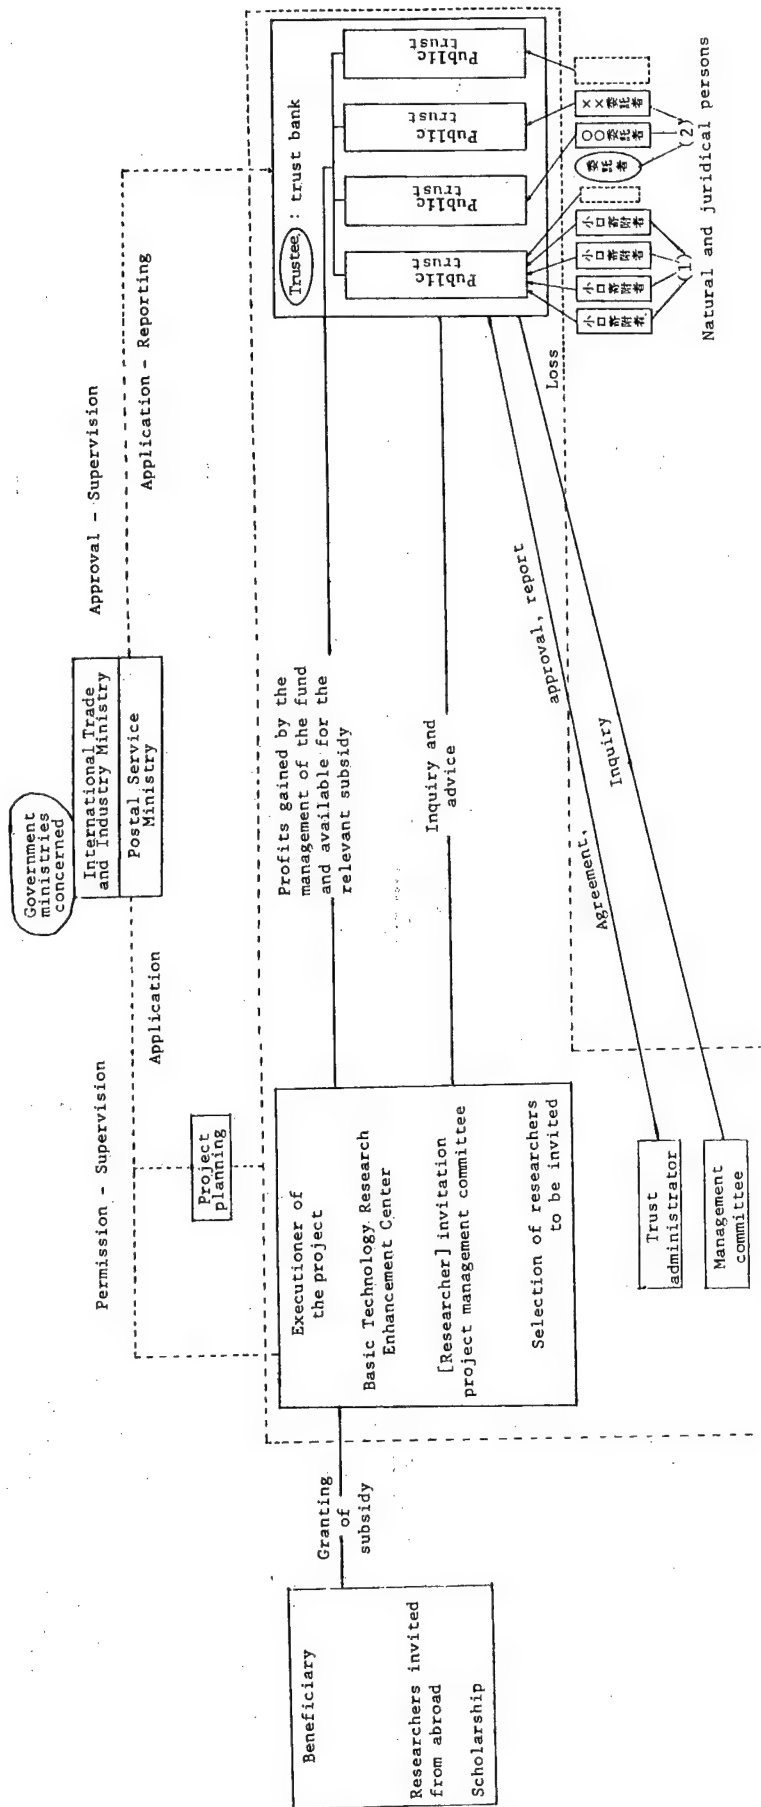 Government
ministries
concerned
International Trade
and Industry Ministry
Postal Service
Ministry
Permission - Supervision
Application
Approval - Supervision
Application - Reporting
Project
planning
Beneficiary
Researchers invited
from abroad
Scholarship
Granting
of
subsidy
Executioner of
the project
Basic Technology Research
Enhancement Center
[Researcher] invitation
project management committee
Selection of researchers
to be invited
Profits gained by the
management of the fund
and available for the
relevant subsidy
Inquiry and
advice
Trustee : trust bank
Public
trust
Public
trust
Public
trust
Public
trust
Loss
Agreement, approval, report
Inquiry
Trust
administrator
Management
committee
小口寄附者
小口寄附者
小口寄附者
小口寄附者
委託者
○○委託者
××委託者
(1)
(2)
Natural and juridical persons